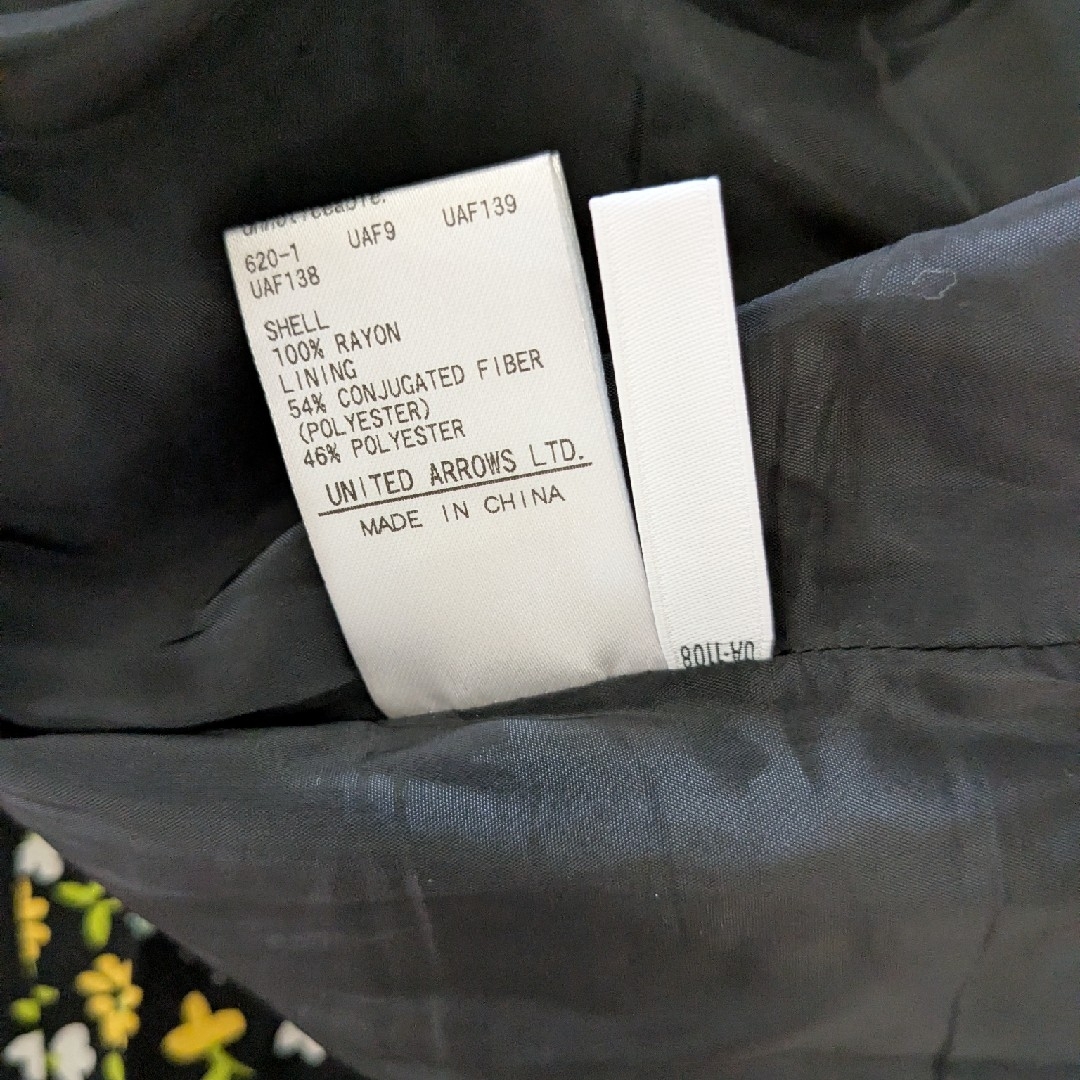 unnoticeable.
620-1 UAF9 UAF139
UAF138
SHELL
100% RAYON
LINING
54% CONJUGATED FIBER
(POLYESTER)
46% POLYESTER
UNITED ARROWS LTD.
MADE IN CHINA
UA-1108